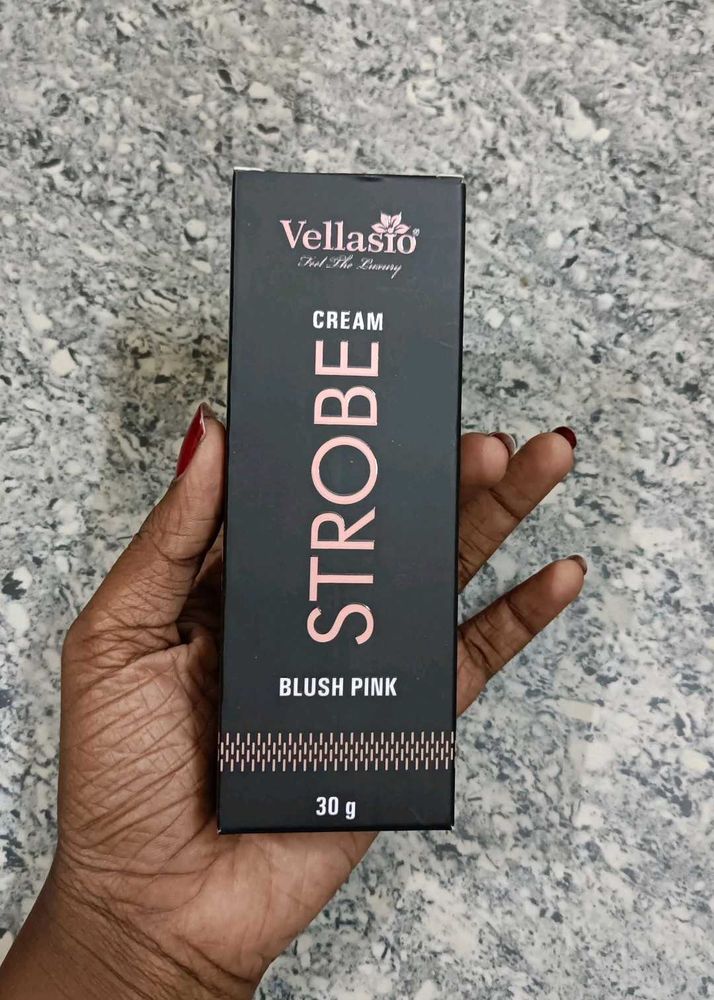 Vellasio®
Feel The Luxury
CREAM
STROBE
BLUSH PINK
30 g